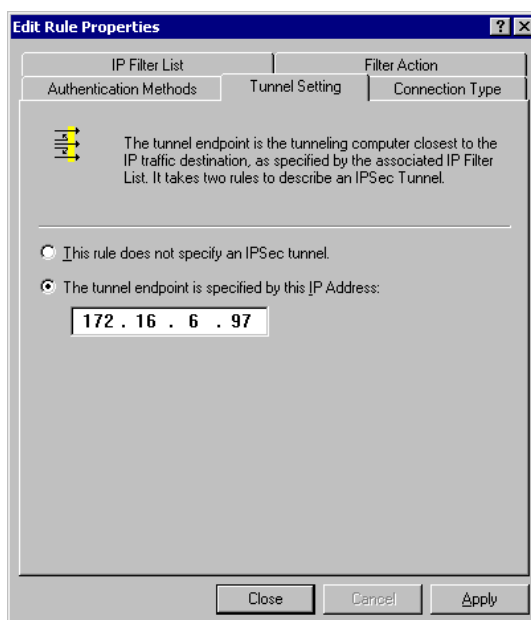 Edit Rule Properties
IP Filter List
Filter Action
Authentication Methods
Tunnel Setting
Connection Type
The tunnel endpoint is the tunneling computer closest to the
IP traffic destination, as specified by the associated IP Filter
List. It takes two rules to describe an IPSec Tunnel.
This rule does not specify an IPSec tunnel.
The tunnel endpoint is specified by this IP Address:
172 . 16 . 6 . 97
Close
Cancel
Apply